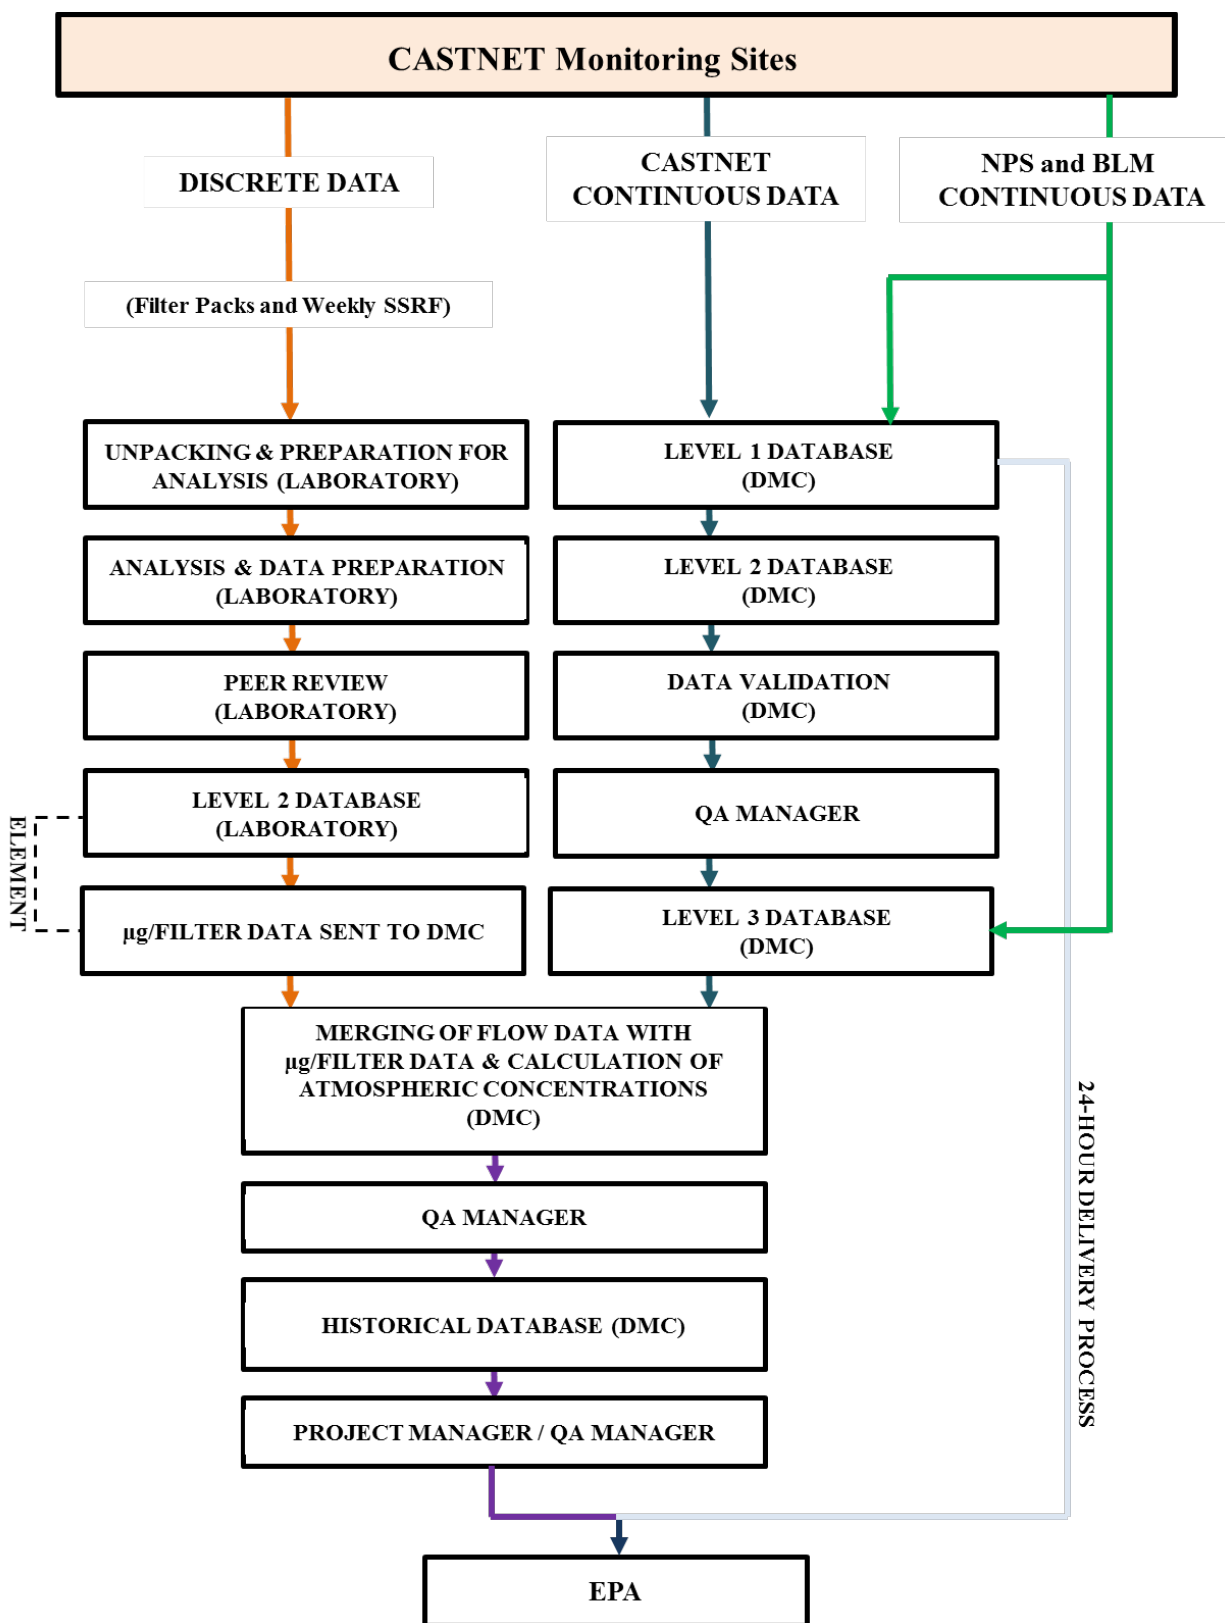 CASTNET Monitoring Sites
DISCRETE DATA
CASTNET
CONTINUOUS DATA
NPS and BLM
CONTINUOUS DATA
(Filter Packs and Weekly SSRF)
UNPACKING & PREPARATION FOR
ANALYSIS (LABORATORY)
LEVEL 1 DATABASE
(DMC)
ANALYSIS & DATA PREPARATION
(LABORATORY)
LEVEL 2 DATABASE
(DMC)
PEER REVIEW
(LABORATORY)
DATA VALIDATION
(DMC)
LEVEL 2 DATABASE
(LABORATORY)
QA MANAGER
ELEMENT
µg/FILTER DATA SENT TO DMC
LEVEL 3 DATABASE
(DMC)
MERGING OF FLOW DATA WITH
µg/FILTER DATA & CALCULATION OF
ATMOSPHERIC CONCENTRATIONS
(DMC)
24-HOUR DELIVERY PROCESS
QA MANAGER
HISTORICAL DATABASE (DMC)
PROJECT MANAGER / QA MANAGER
EPA